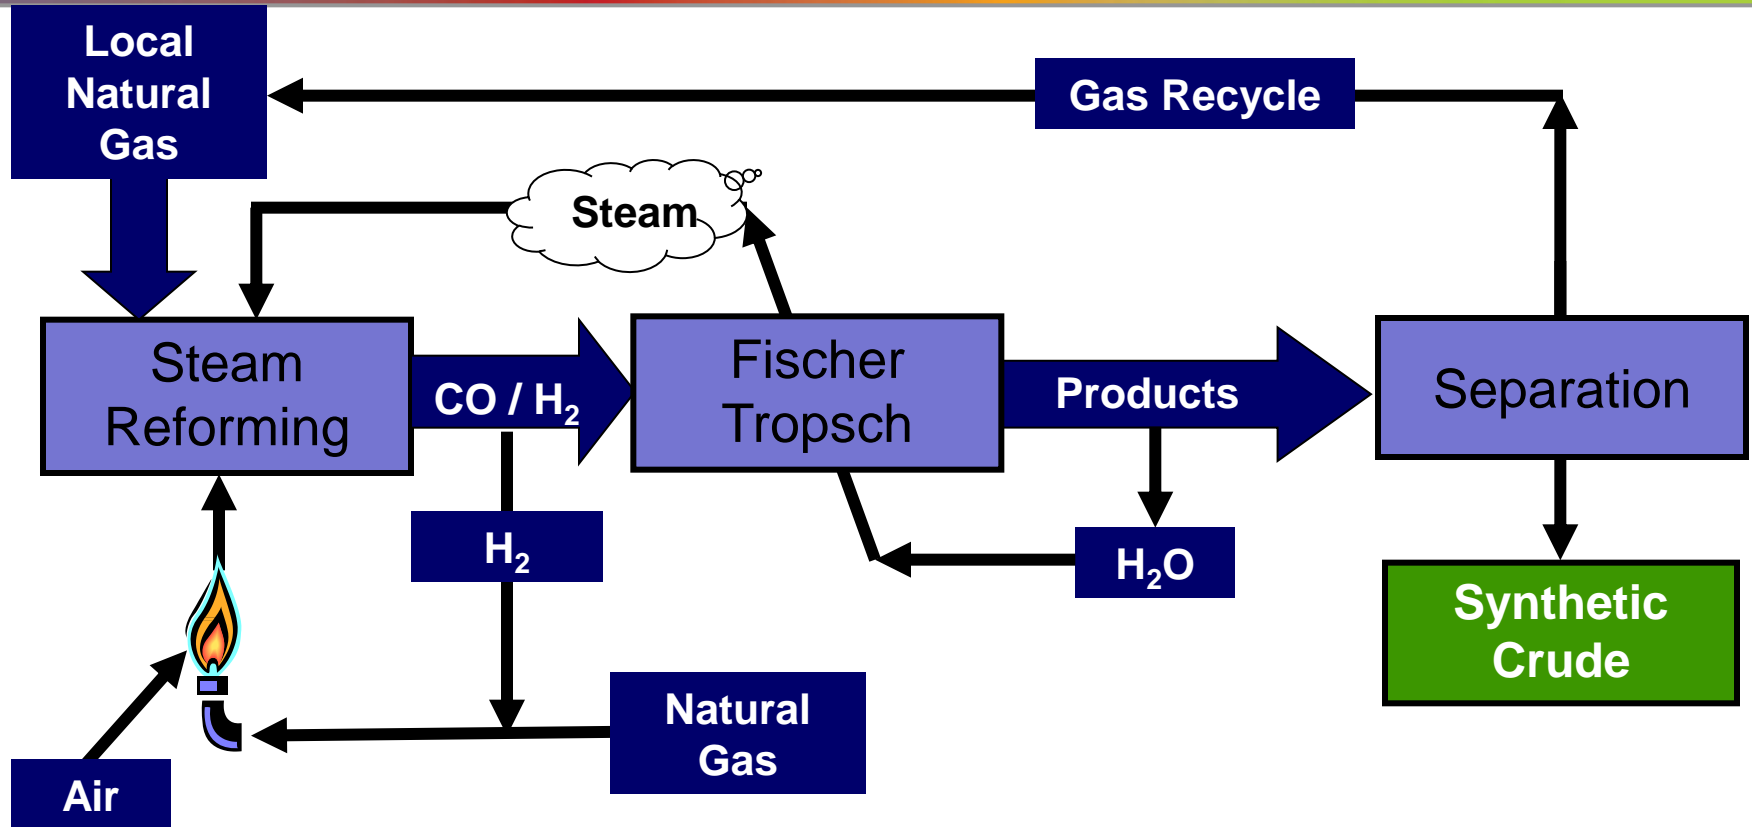 Local
Natural
Gas
Gas Recycle
Steam
Steam
Reforming
CO / H₂
Fischer
Tropsch
Products
Separation
H₂
H₂O
Synthetic
Crude
Natural
Gas
Air